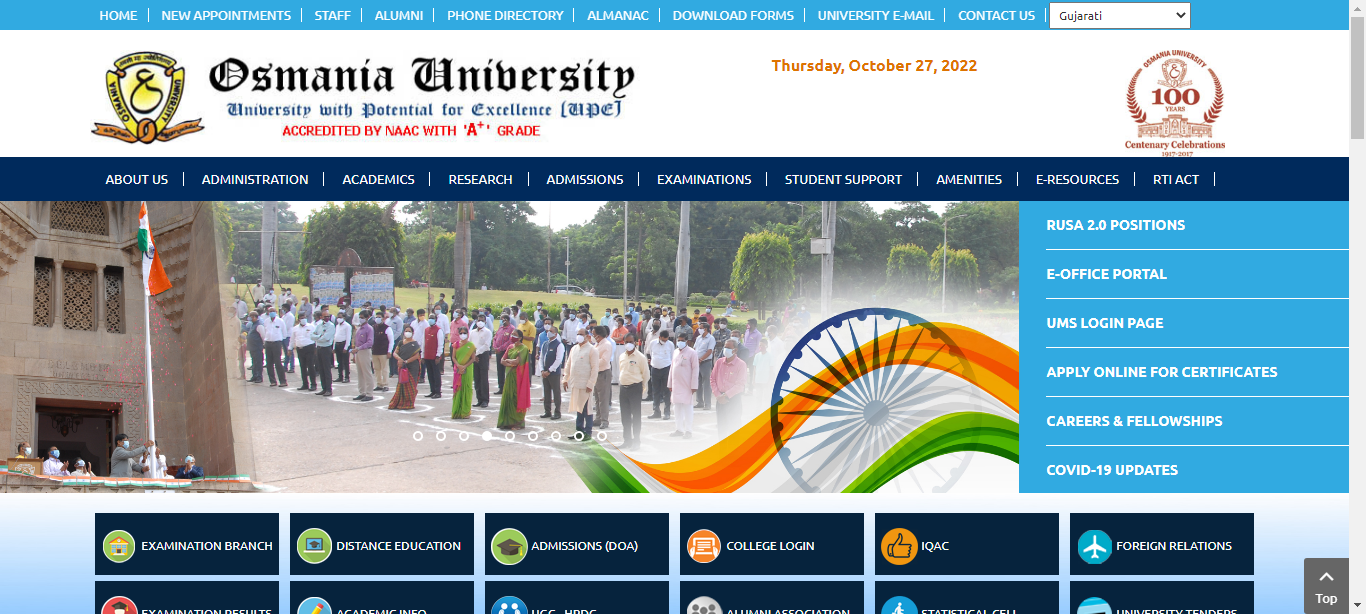 HOME NEW APPOINTMENTS STAFF ALUMNI PHONE DIRECTORY ALMANAC DOWNLOAD FORMS UNIVERSITY E-MAIL CONTACT US Gujarati
Osmania University
University with Potential for Excellence [UPE]
ACCREDITED BY NAAC WITH 'A+' GRADE
Thursday, October 27, 2022
OSMANIA UNIVERSITY
OSMANIA UNIVERSITY
100
YEARS
Centenary Celebrations
1917-2017
ABOUT US ADMINISTRATION ACADEMICS RESEARCH ADMISSIONS EXAMINATIONS STUDENT SUPPORT AMENITIES E-RESOURCES RTI ACT
RUSA 2.0 POSITIONS
E-OFFICE PORTAL
UMS LOGIN PAGE
APPLY ONLINE FOR CERTIFICATES
CAREERS & FELLOWSHIPS
COVID-19 UPDATES
EXAMINATION BRANCH DISTANCE EDUCATION ADMISSIONS (DOA) COLLEGE LOGIN IQAC FOREIGN RELATIONS
EXAMINATION RESULTS ACADEMIC INFO UGC - HRDC ALUMNI ASSOCIATION STATISTICAL CELL UNIVERSITY TENDERS
Top